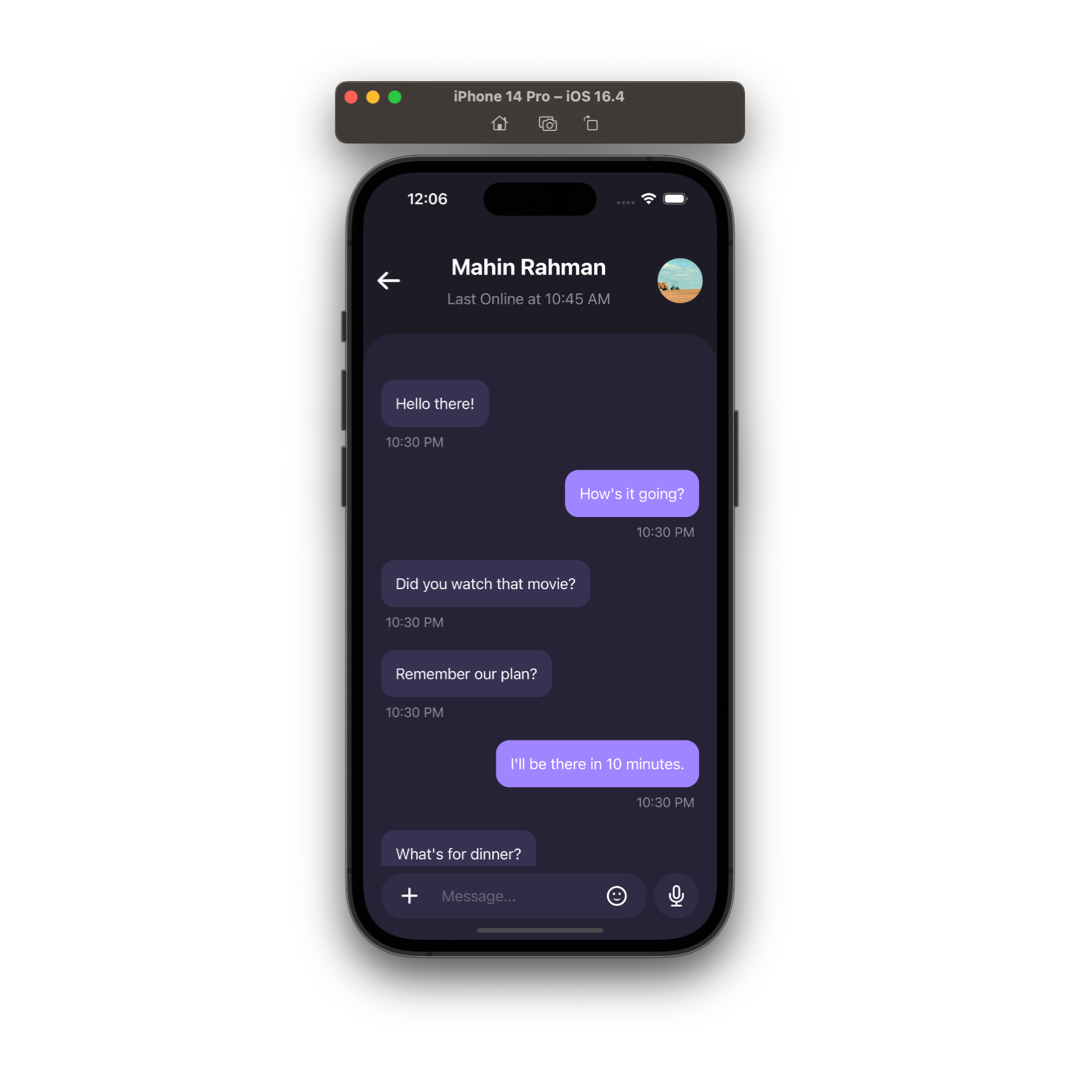 iPhone 14 Pro – iOS 16.4
12:06
Mahin Rahman
Last Online at 10:45 AM
Hello there!
10:30 PM
How's it going?
10:30 PM
Did you watch that movie?
10:30 PM
Remember our plan?
10:30 PM
I'll be there in 10 minutes.
10:30 PM
What's for dinner?
Message...